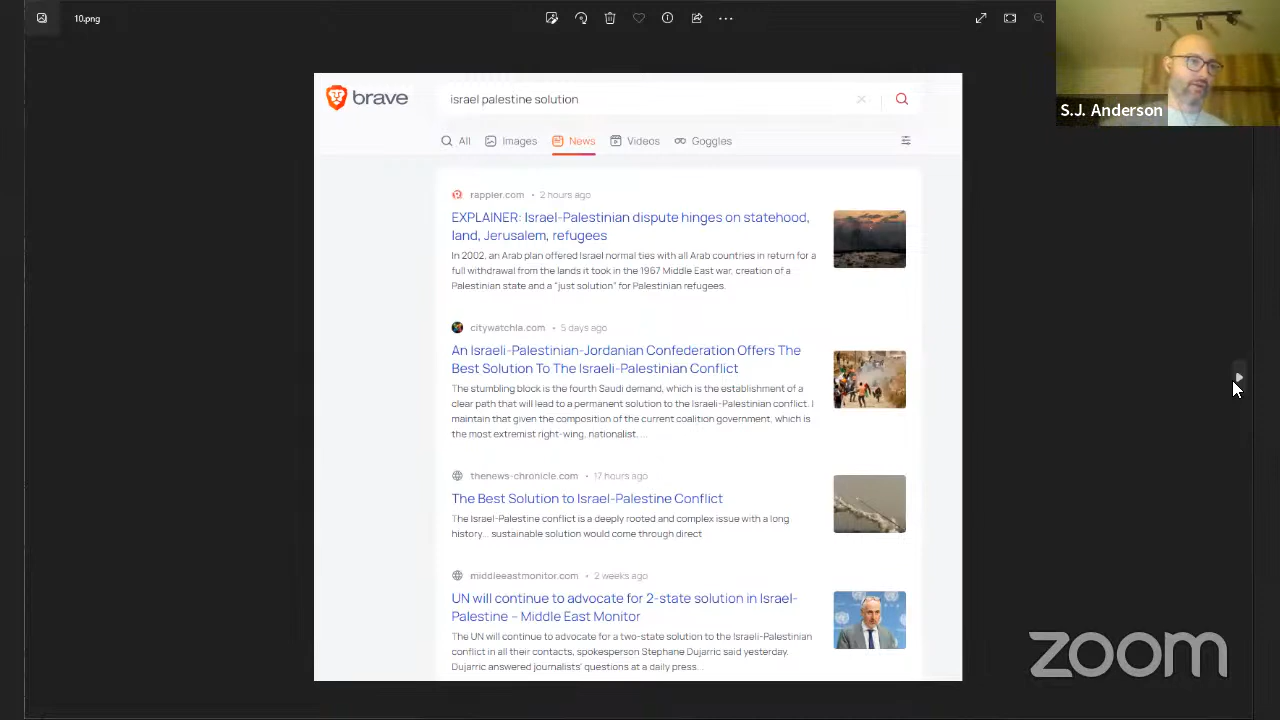 10.png
S.J. Anderson
brave
israel palestine solution
All Images News Videos Goggles
rappler.com • 2 hours ago
EXPLAINER: Israel-Palestinian dispute hinges on statehood,
land, Jerusalem, refugees
In 2002, an Arab plan offered Israel normal ties with all Arab countries in return for a
full withdrawal from the lands it took in the 1967 Middle East war, creation of a
Palestinian state and a "just solution" for Palestinian refugees.
citywatchla.com • 5 days ago
An Israeli-Palestinian-Jordanian Confederation Offers The
Best Solution To The Israeli-Palestinian Conflict
The stumbling block is the fourth Saudi demand, which is the establishment of a
clear path that will lead to a permanent solution to the Israeli-Palestinian conflict. I
maintain that given the composition of the current coalition government, which is
the most extremist right-wing, nationalist, ...
thenews-chronicle.com • 17 hours ago
The Best Solution to Israel-Palestine Conflict
The Israel-Palestine conflict is a deeply rooted and complex issue with a long
history... sustainable solution would come through direct
middleeastmonitor.com • 2 weeks ago
UN will continue to advocate for 2-state solution in Israel-
Palestine – Middle East Monitor
The UN will continue to advocate for a two-state solution to the Israeli-Palestinian
conflict in all their contacts, spokesperson Stephane Dujarric said yesterday.
Dujarric answered journalists' questions at a daily press...
zoom